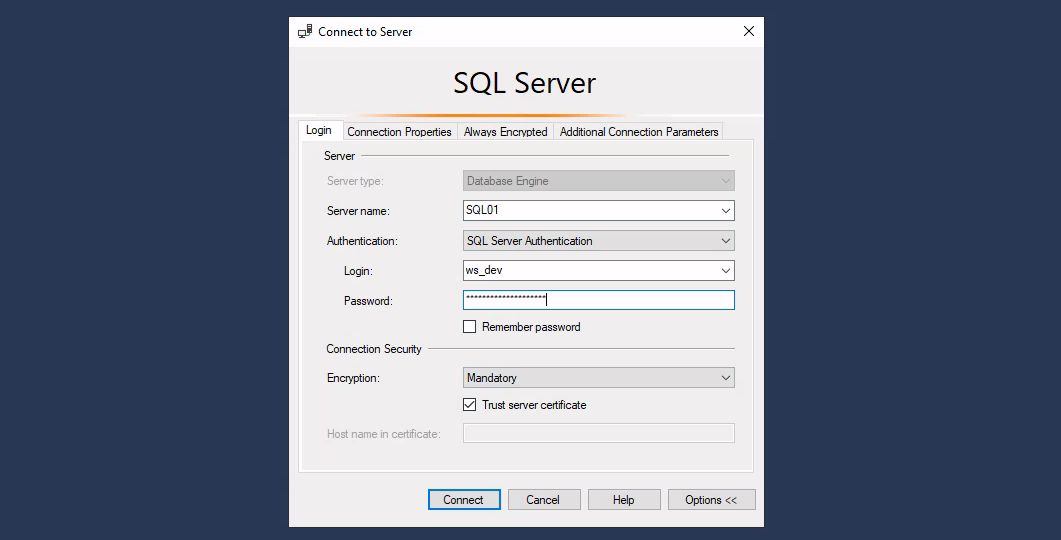 Connect to Server
SQL Server
Login Connection Properties Always Encrypted Additional Connection Parameters
Server
Server type: Database Engine
Server name: SQL01
Authentication: SQL Server Authentication
Login: ws_dev
Password: ********************
Remember password
Connection Security
Encryption: Mandatory
Trust server certificate
Host name in certificate:
Connect Cancel Help Options <<